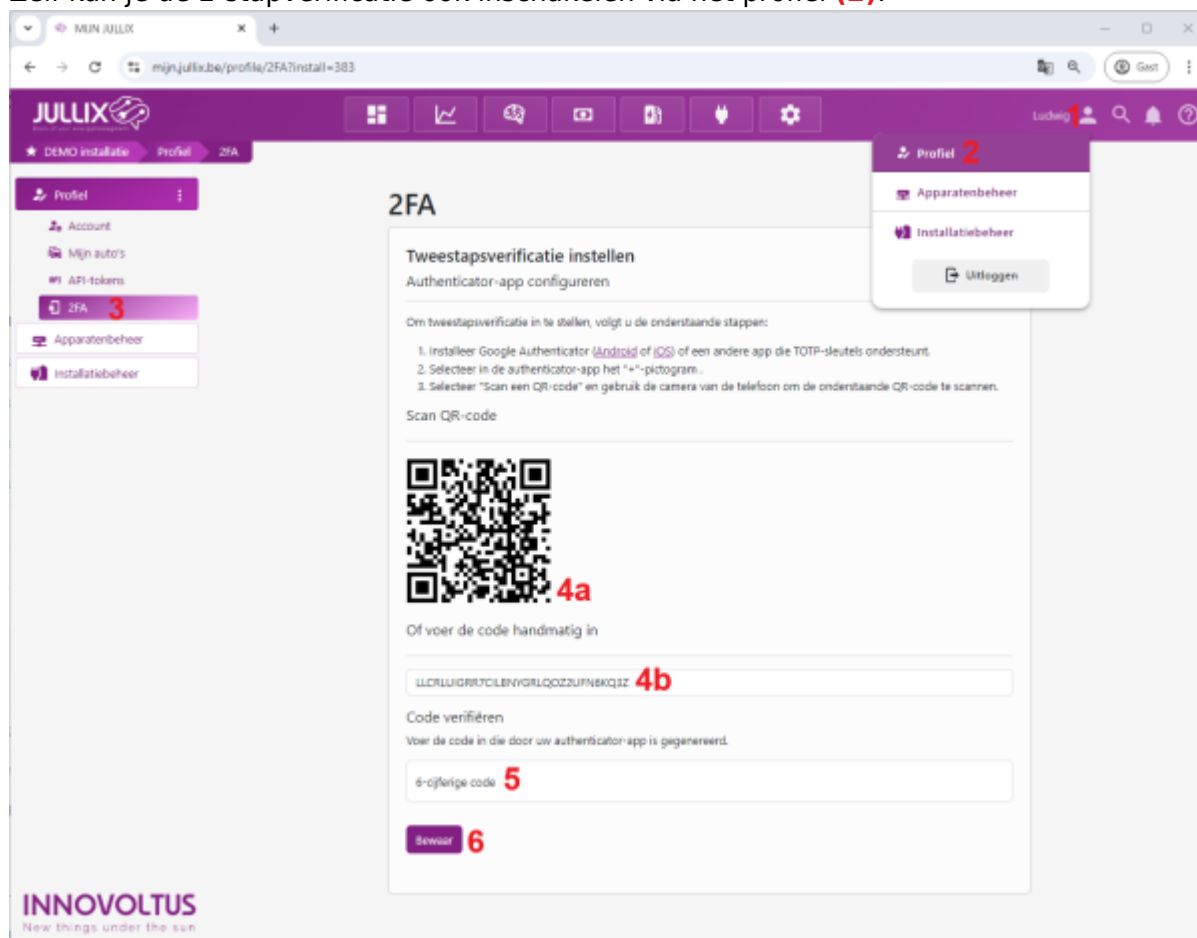 Zelf kan je de 2-stapverificatie ook inschakelen via het profiel (2).
MIJN JULLIX
mijn.jullix.be/profile/2FA?install=383
Gast
JULLIX
Ludwig 1
DEMO installatie Profiel 2FA
Profiel 2
Apparatenbeheer
Installatiebeheer
Uitloggen
Profiel
Account
Mijn auto's
API-tokens
2FA 3
Apparatenbeheer
Installatiebeheer
2FA
Tweestapsverificatie instellen
Authenticator-app configureren
Om tweestapsverificatie in te stellen, volgt u de onderstaande stappen:
1. Installeer Google Authenticator (Android of iOS) of een andere app die TOTP-sleutels ondersteunt.
2. Selecteer in de authenticator-app het "+"-pictogram .
3. Selecteer "Scan een QR-code" en gebruik de camera van de telefoon om de onderstaande QR-code te scannen.
Scan QR-code
4a
Of voer de code handmatig in
4b
Code verifiëren
Voer de code in die door uw authenticator-app is gegenereerd.
6-cijferige code 5
Bewaar 6
INNOVOLTUS
New things under the sun